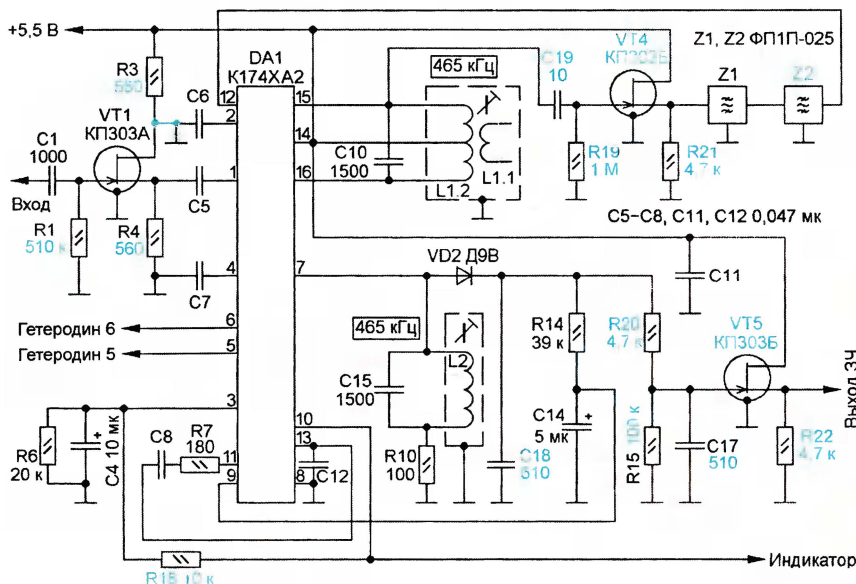 +5,5 В
R3
560
VT1
КП303А
C1
1000
Вход
R1
510 к
R4
560
C6
C5
C7
DA1
К174ХА2
12
2
1
4
6
5
3
11
9
15
14
16
7
10
13
8
465 кГц
C10
1500
L1.2
L1.1
C19
10
VT4
КП303Б
R19
1 М
R21
4,7 к
Z1, Z2 ФП1П-025
Z1
Z2
C5–C8, C11, C12 0,047 мк
C11
VD2 Д9В
Гетеродин 6
Гетеродин 5
465 кГц
C15
1500
L2
R10
100
C18
510
R14
39 к
C14
5 мк
R20
4,7 к
R15 100 к
C17
510
VT5
КП303Б
R22
4,7 к
Выход ЗЧ
R6
20 к
C4 10 мк
C8
R7
180
C12
R18 10 к
Индикатор